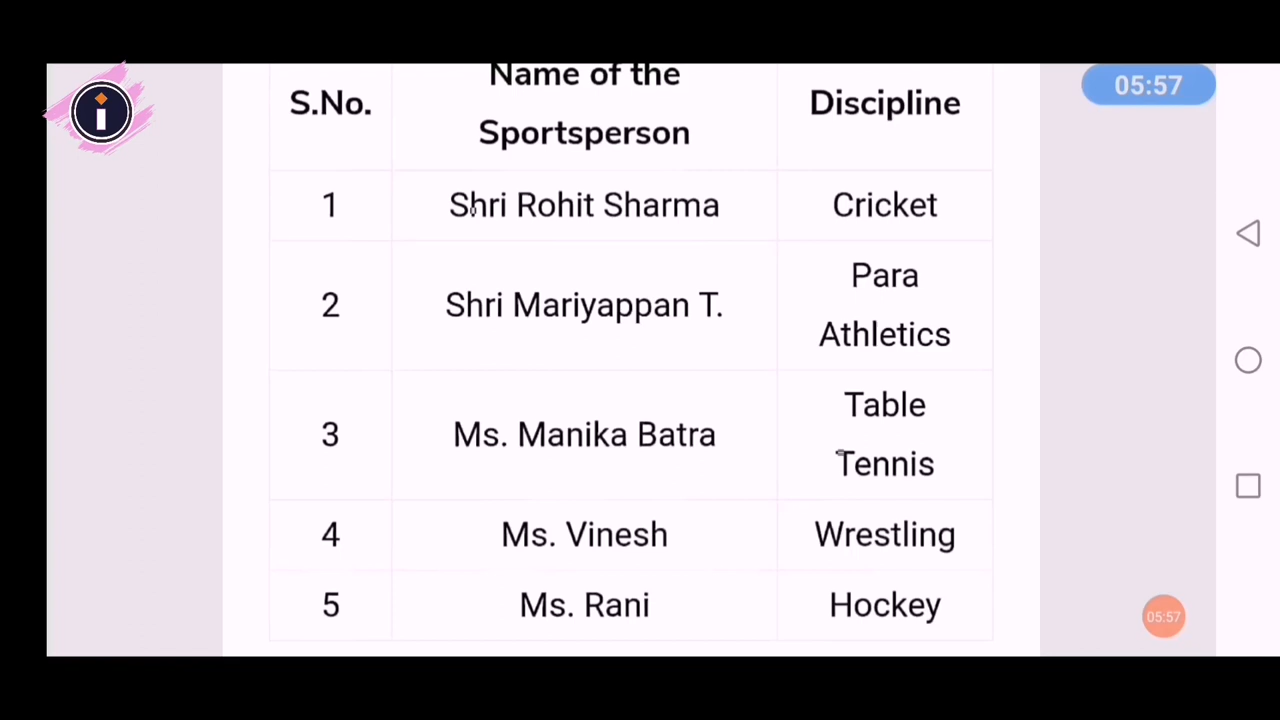 05:57
Name of the
S.No.
Discipline
Sportsperson
1 Shri Rohit Sharma Cricket
2 Shri Mariyappan T. Para
Athletics
3 Ms. Manika Batra Table
Tennis
4 Ms. Vinesh Wrestling
5 Ms. Rani Hockey
05:57